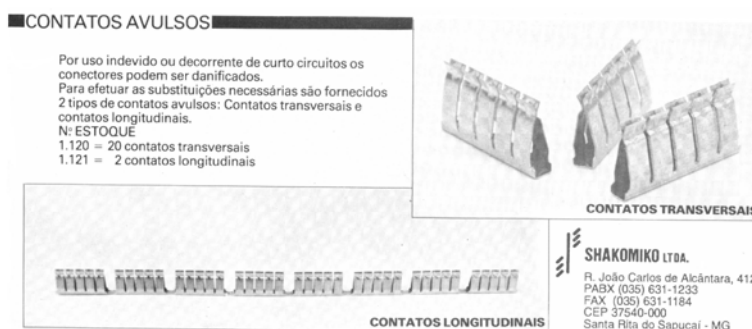 CONTATOS AVULSOS
Por uso indevido ou decorrente de curto circuitos os
conectores podem ser danificados.
Para efetuar as substituições necessárias são fornecidos
2 tipos de contatos avulsos: Contatos transversais e
contatos longitudinais.
Nº ESTOQUE
1.120 = 20 contatos transversais
1.121 = 2 contatos longitudinais
CONTATOS TRANSVERSAIS
CONTATOS LONGITUDINAIS
SHAKOMIKO LTDA.
R. João Carlos de Alcântara, 412
PABX (035) 631-1233
FAX (035) 631-1184
CEP 37540-000
Santa Rita do Sapucaí - MG